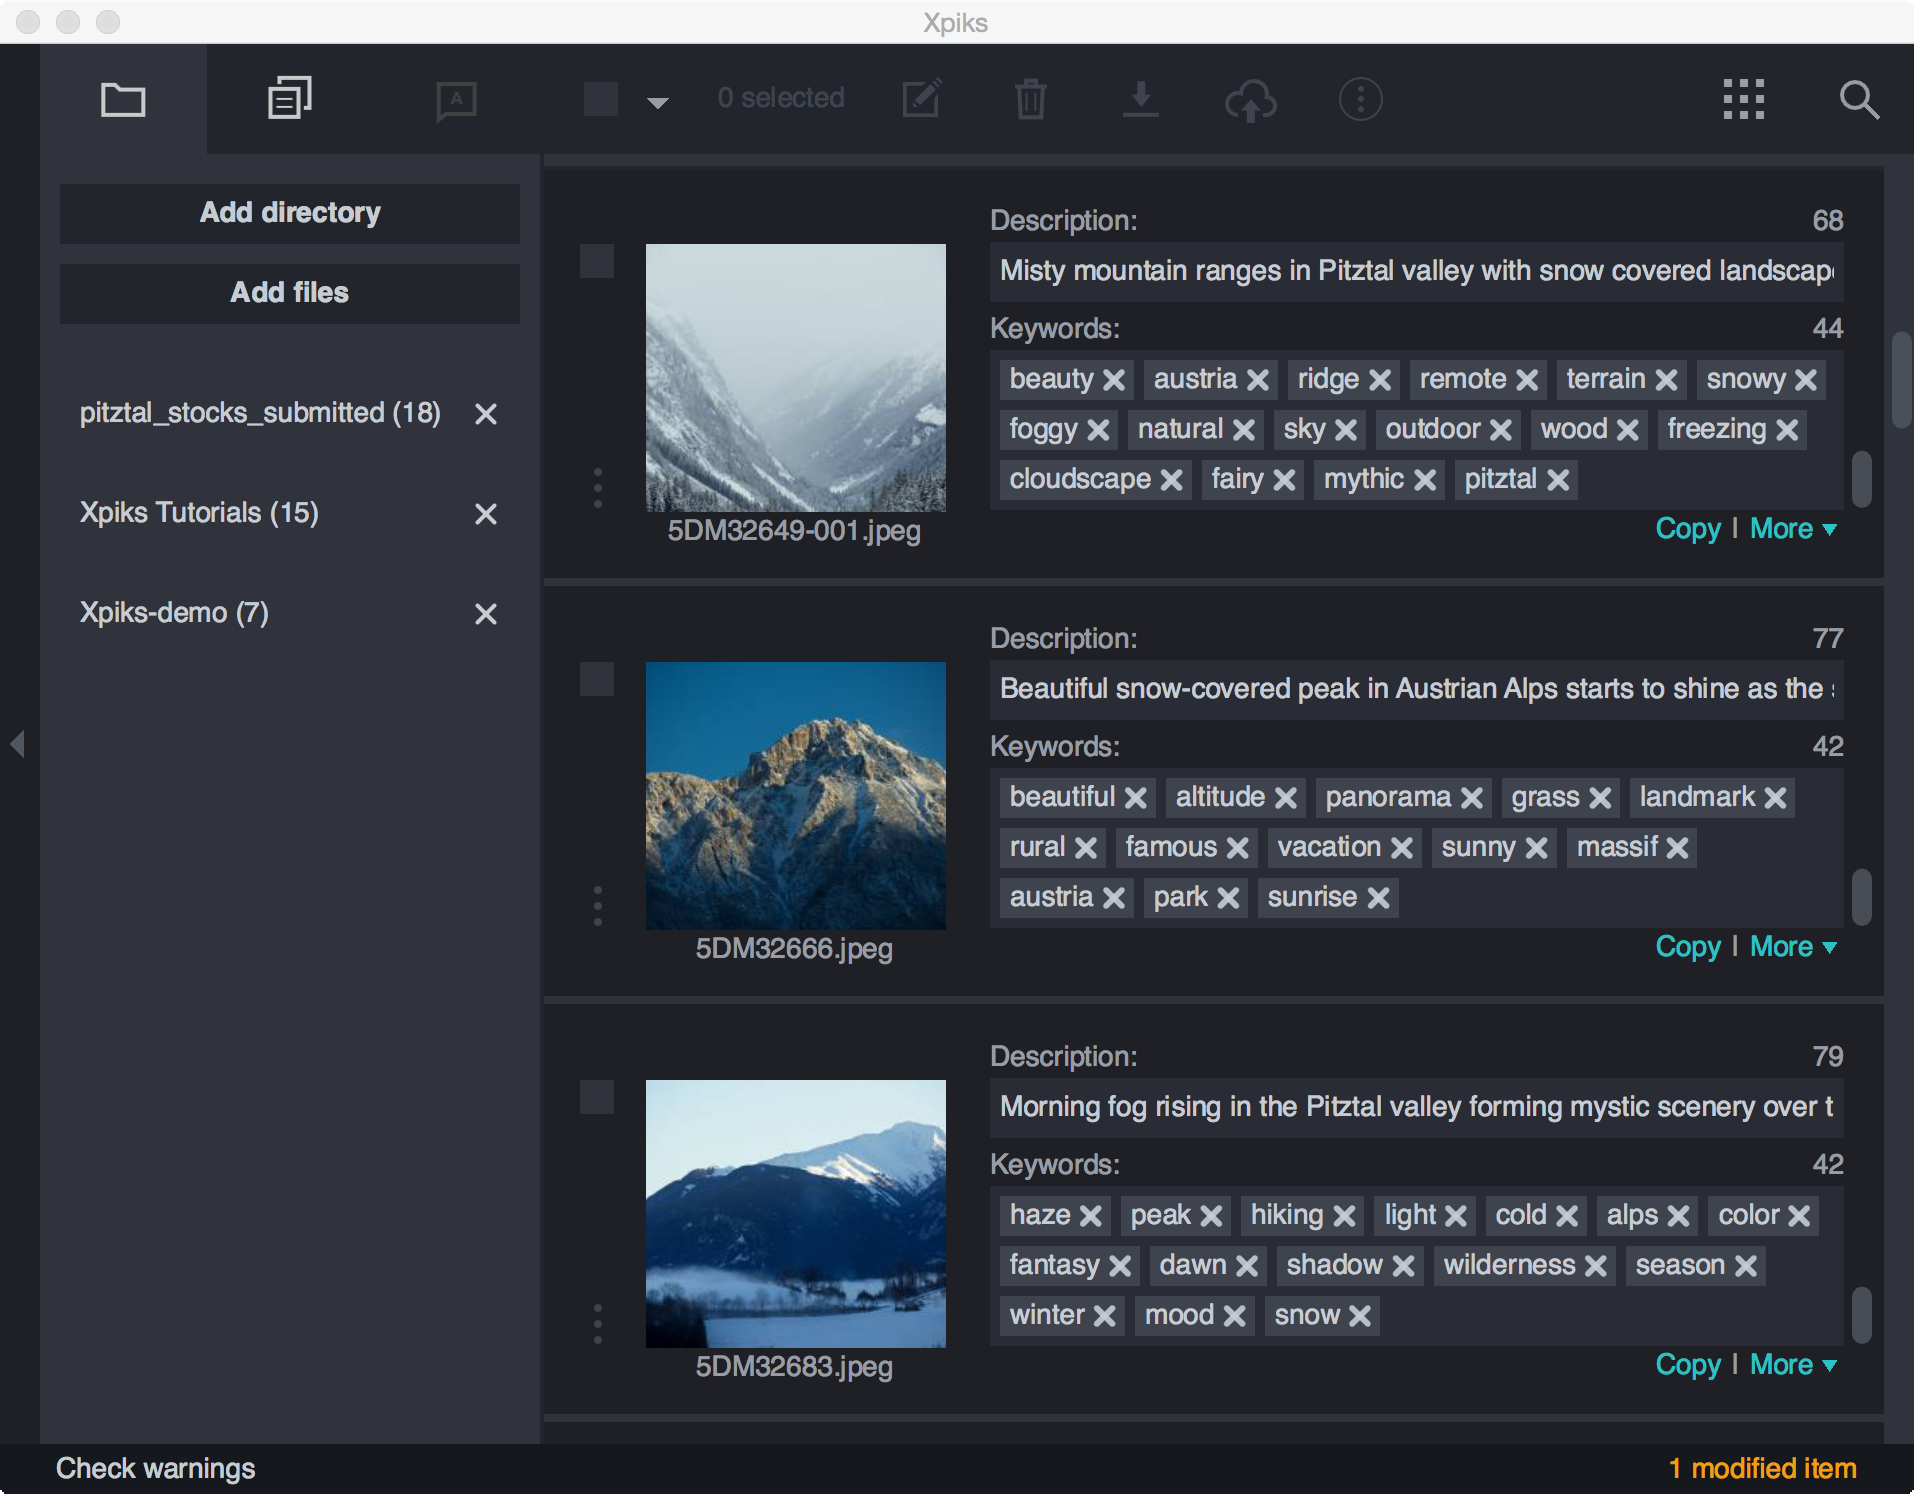 Xpiks
A
0 selected
Add directory
Add files
pitztal_stocks_submitted (18)
Xpiks Tutorials (15)
Xpiks-demo (7)
Description: 68
Misty mountain ranges in Pitztal valley with snow covered landscap
Keywords: 44
beauty austria ridge remote terrain snowy
foggy natural sky outdoor wood freezing
cloudscape fairy mythic pitztal
5DM32649-001.jpeg
Copy | More
Description: 77
Beautiful snow-covered peak in Austrian Alps starts to shine as the
Keywords: 42
beautiful altitude panorama grass landmark
rural famous vacation sunny massif
austria park sunrise
5DM32666.jpeg
Copy | More
Description: 79
Morning fog rising in the Pitztal valley forming mystic scenery over t
Keywords: 42
haze peak hiking light cold alps color
fantasy dawn shadow wilderness season
winter mood snow
5DM32683.jpeg
Copy | More
Check warnings
1 modified item